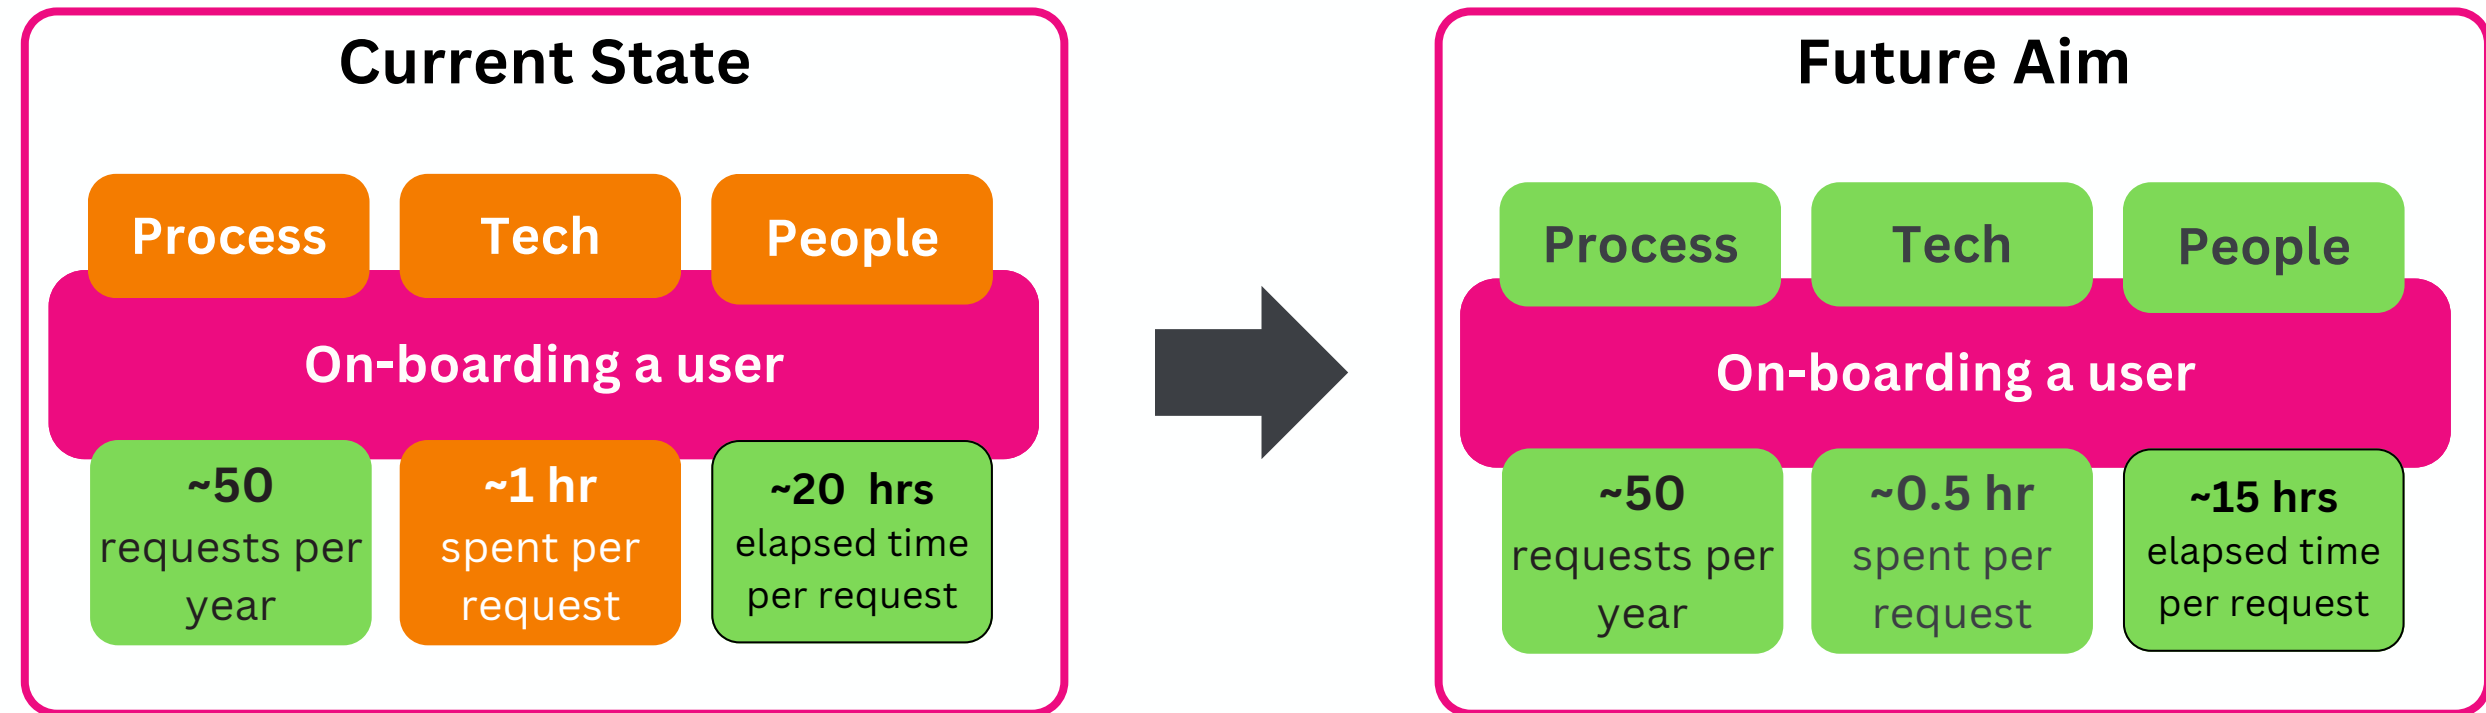 Current State
Process
Tech
People
On-boarding a user
~50
requests per
year
~1 hr
spent per
request
~20 hrs
elapsed time
per request
Future Aim
Process
Tech
People
On-boarding a user
~50
requests per
year
~0.5 hr
spent per
request
~15 hrs
elapsed time
per request